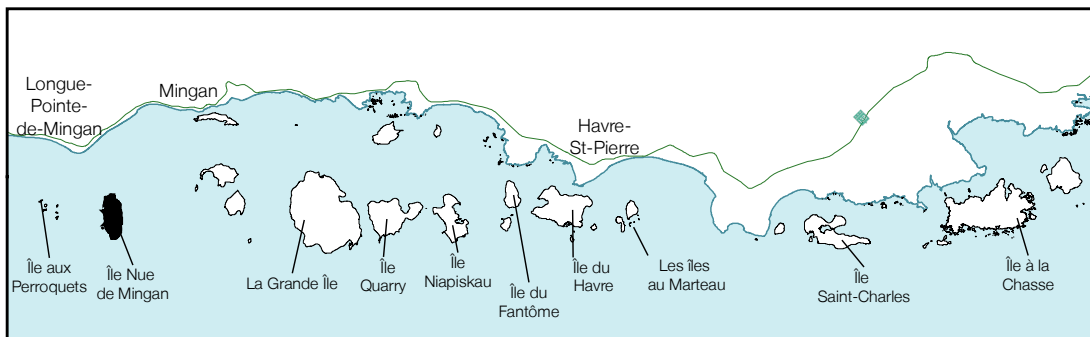 Longue-
Pointe-
de-Mingan
Mingan
Havre-
St-Pierre
Île aux
Perroquets
Île Nue
de Mingan
La Grande Île
Île
Quarry
Île
Niapiskau
Île du
Fantôme
Île du
Havre
Les îles
au Marteau
Île
Saint-Charles
Île à la
Chasse